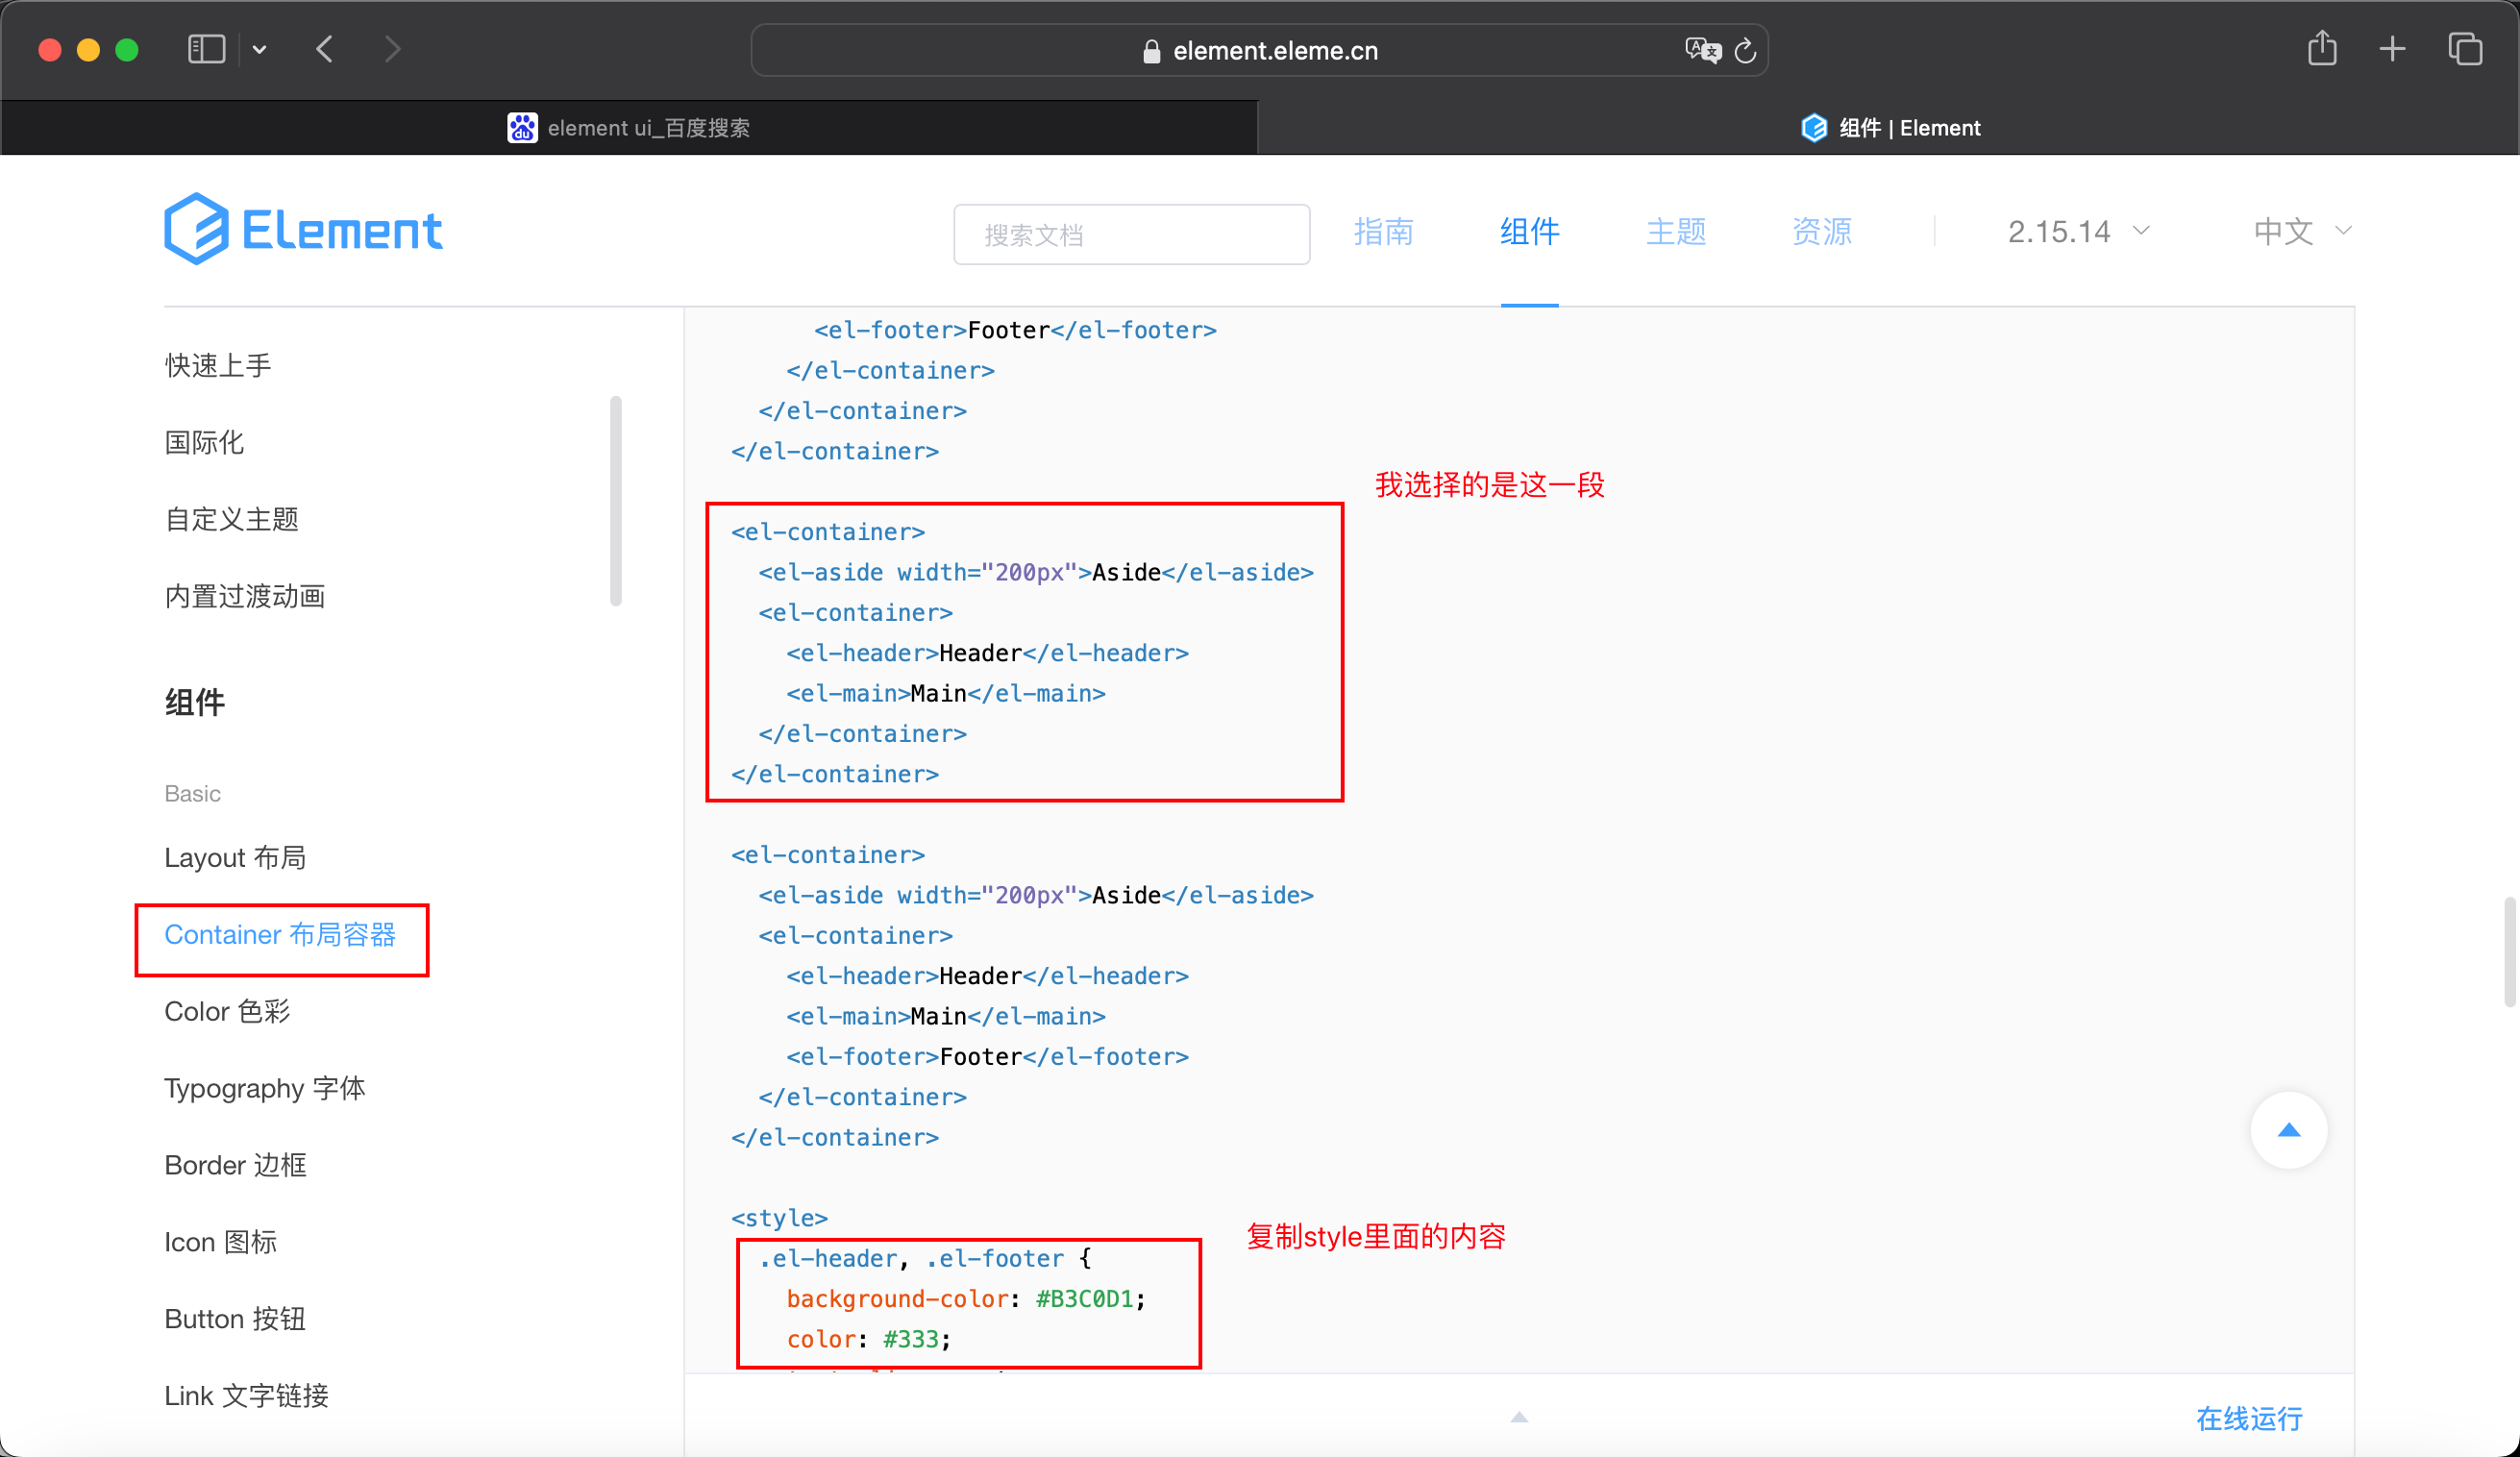 element.eleme.cn
element ui_百度搜索
组件 | Element
Element
搜索文档
指南
组件
主题
资源
2.15.14
中文
快速上手
国际化
自定义主题
内置过渡动画
组件
Basic
Layout 布局
Container 布局容器
Color 色彩
Typography 字体
Border 边框
Icon 图标
Button 按钮
Link 文字链接
<el-footer>Footer</el-footer>
</el-container>
</el-container>
</el-container>
我选择的是这一段
<el-container>
<el-aside width="200px">Aside</el-aside>
<el-container>
<el-header>Header</el-header>
<el-main>Main</el-main>
</el-container>
</el-container>
<el-container>
<el-aside width="200px">Aside</el-aside>
<el-container>
<el-header>Header</el-header>
<el-main>Main</el-main>
<el-footer>Footer</el-footer>
</el-container>
</el-container>
<style>
复制style里面的内容
.el-header, .el-footer {
background-color: #B3C0D1;
color: #333;
在线运行